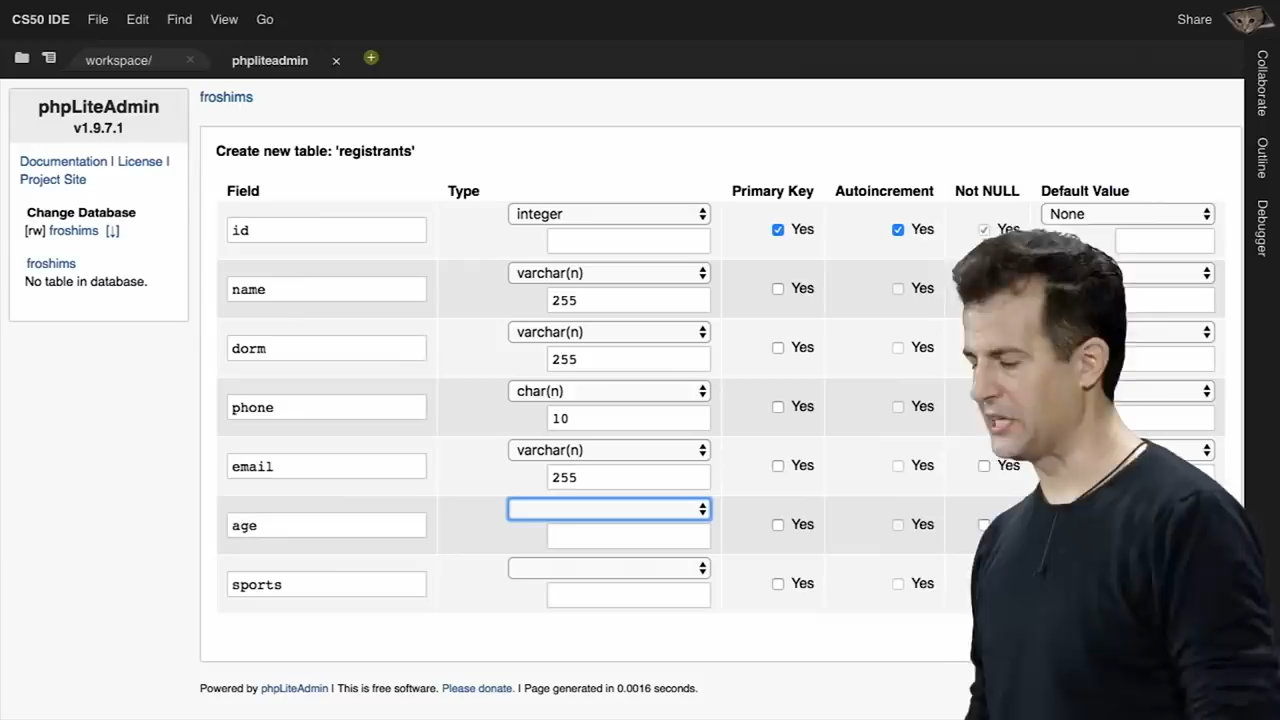 CS50 IDE File Edit Find View Go Share
workspace/ × phpliteadmin ×
Collaborate
Outline
Debugger
phpLiteAdmin
v1.9.7.1
Documentation | License |
Project Site
Change Database
[rw] froshims [↓]
froshims
No table in database.
froshims
Create new table: 'registrants'
Field Type Primary Key Autoincrement Not NULL Default Value
id integer Yes Yes Yes None
name varchar(n) Yes Yes
255
dorm varchar(n) Yes Yes
255
phone char(n) Yes Yes
10
email varchar(n) Yes Yes Yes
255
age Yes Yes
sports Yes Yes
Powered by phpLiteAdmin | This is free software. Please donate. | Page generated in 0.0016 seconds.